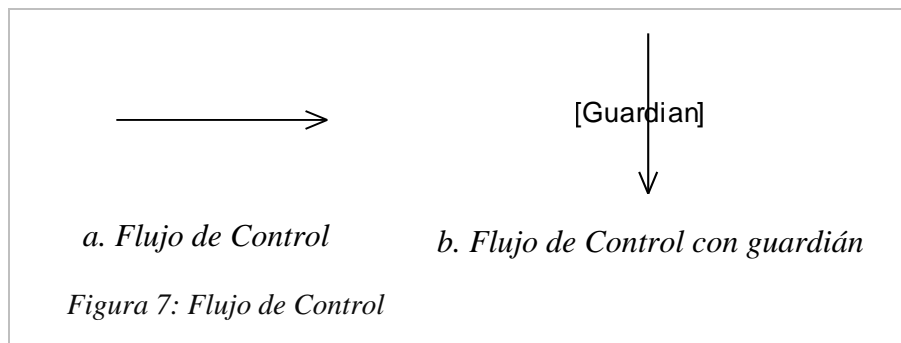 [Guardian]
a. Flujo de Control
b. Flujo de Control con guardián
Figura 7: Flujo de Control